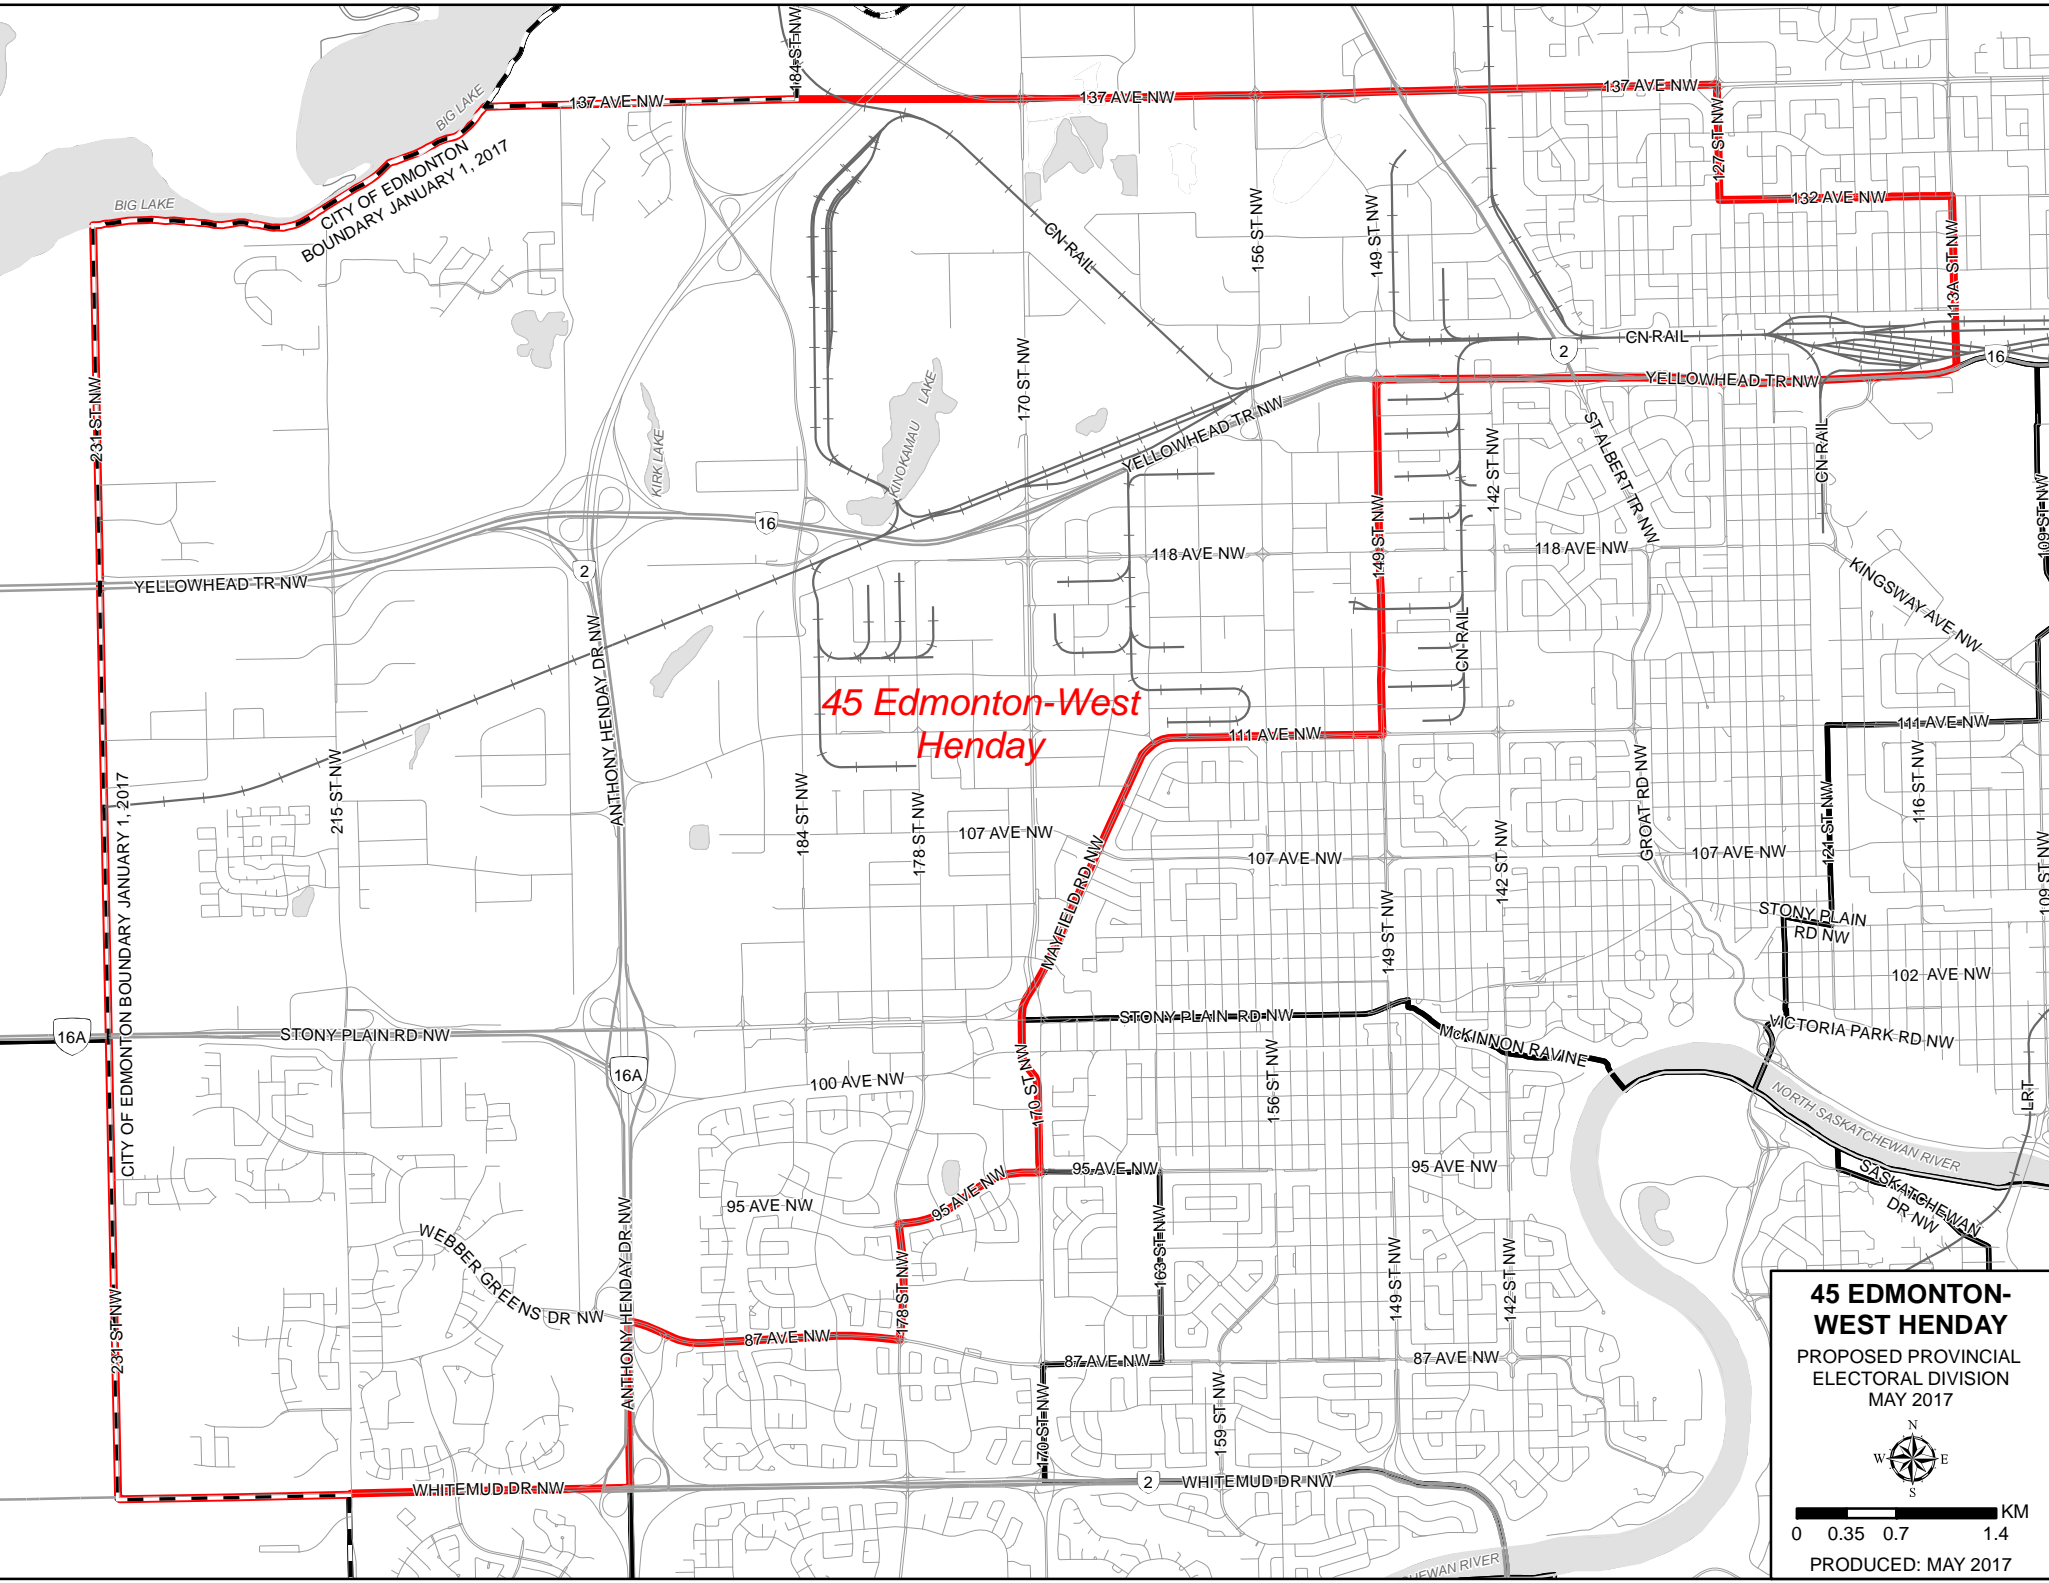 184 ST NW
BIG LAKE
137 AVE NW
137 AVE NW
137 AVE NW
127 ST NW
CITY OF EDMONTON
BOUNDARY JANUARY 1, 2017
BIG LAKE
132 AVE NW
156 ST NW
149 ST NW
113A ST NW
CN RAIL
CN RAIL
2
16
231 ST NW
170 ST NW
KINOKAMAU LAKE
YELLOWHEAD TR NW
YELLOWHEAD TR NW
KIRK LAKE
142 ST NW
ST ALBERT TR NW
CN RAIL
109 ST NW
16
149 ST NW
118 AVE NW
118 AVE NW
2
YELLOWHEAD TR NW
KINGSWAY AVE NW
ANTHONY HENDAY DR NW
CN RAIL
45 Edmonton-West
Henday
111 AVE NW
111 AVE NW
215 ST NW
184 ST NW
178 ST NW
107 AVE NW
107 AVE NW
107 AVE NW
142 ST NW
GROAT RD NW
121 ST NW
116 ST NW
109 ST NW
MAYFIELD RD NW
149 ST NW
STONY PLAIN
RD NW
102 AVE NW
CITY OF EDMONTON BOUNDARY JANUARY 1, 2017
16A
STONY PLAIN RD NW
STONY PLAIN RD NW
McKINNON RAVINE
VICTORIA PARK RD NW
16A
100 AVE NW
170 ST NW
156 ST NW
NORTH SASKATCHEWAN RIVER
LRT
95 AVE NW
95 AVE NW
95 AVE NW
95 AVE NW
SASKATCHEWAN
DR NW
WEBBER GREENS DR NW
ANTHONY HENDAY DR NW
178 ST NW
163 ST NW
149 ST NW
142 ST NW
231 ST NW
87 AVE NW
87 AVE NW
87 AVE NW
170 ST NW
159 ST NW
WHITEMUD DR NW
2
WHITEMUD DR NW
HEWAN RIVER
45 EDMONTON-
WEST HENDAY
PROPOSED PROVINCIAL
ELECTORAL DIVISION
MAY 2017
N
W E
S
KM
0 0.35 0.7 1.4
PRODUCED: MAY 2017